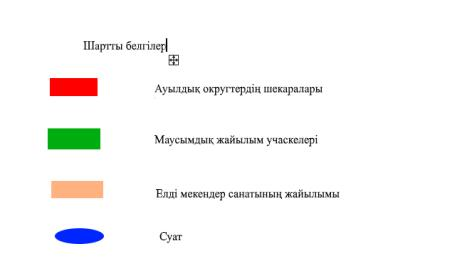 Шартты белгілер
Ауылдық округтердің шекаралары
Маусымдық жайылым учаскелері
Елді мекендер санатының жайылымы
Суат